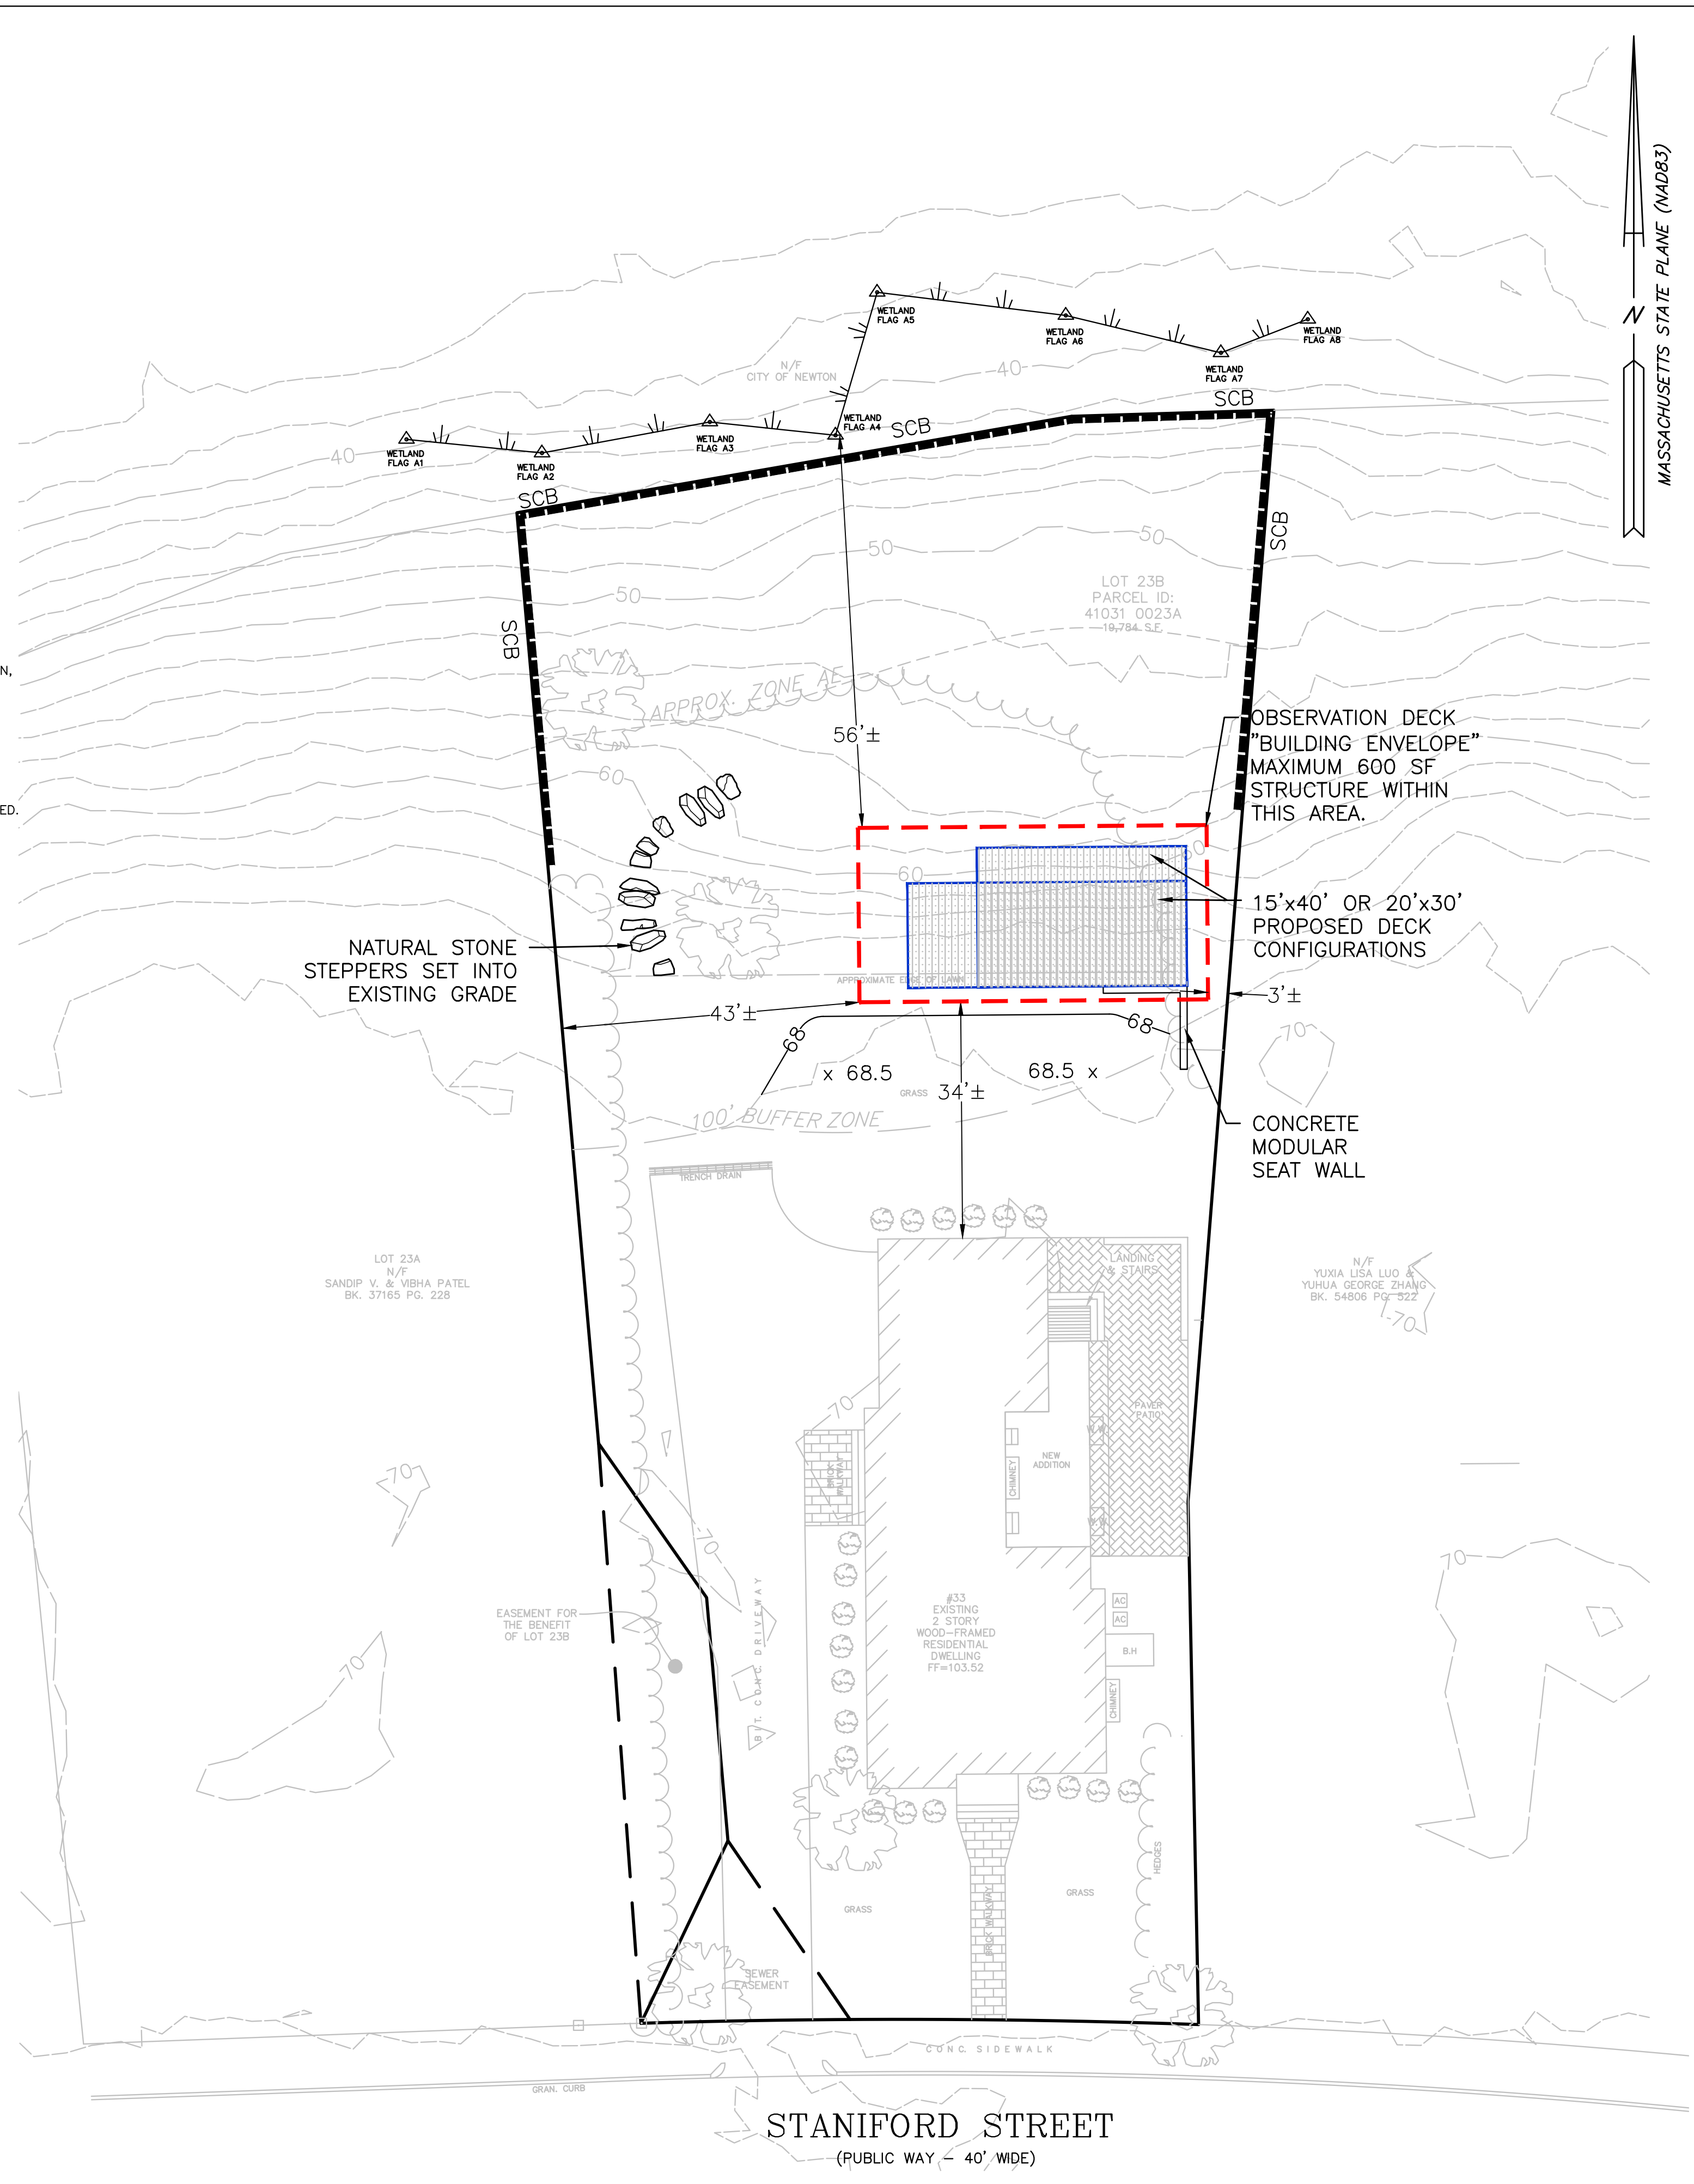 MASSACHUSETTS STATE PLANE (NAD83)
N
WETLAND
FLAG A5
WETLAND
FLAG A6
WETLAND
FLAG A8
WETLAND
FLAG A7
N/F
CITY OF NEWTON
40
SCB
WETLAND
FLAG A4
SCB
WETLAND
FLAG A3
40
WETLAND
FLAG A1
WETLAND
FLAG A2
SCB
SCB
50
50
50
LOT 23B
PARCEL ID:
41031 0023A
19,784 S.F.
SCB
N,
APPROX. ZONE AE
56'±
OBSERVATION DECK
"BUILDING ENVELOPE"
MAXIMUM 600 SF
STRUCTURE WITHIN
THIS AREA.
60
ED.
60
60
15'x40' OR 20'x30'
PROPOSED DECK
CONFIGURATIONS
NATURAL STONE
STEPPERS SET INTO
EXISTING GRADE
APPROXIMATE EDGE OF LAWN
3'±
43'±
68
68
70
x 68.5
68.5 x
GRASS
34'±
100' BUFFER ZONE
CONCRETE
MODULAR
SEAT WALL
TRENCH DRAIN
LOT 23A
N/F
SANDIP V. & VIBHA PATEL
BK. 37165 PG. 228
LANDING
& STAIRS
N/F
YUXIA LISA LUO &
YUHUA GEORGE ZHANG
BK. 54806 PG. 522
70
70
PAVER
PATIO
W.W.
BRICK
WALKWAY
NEW
ADDITION
CHIMNEY
70
W.W.
70
70
EASEMENT FOR
THE BENEFIT
OF LOT 23B
BIT. CONC. DRIVEWAY
#33
EXISTING
2 STORY
WOOD-FRAMED
RESIDENTIAL
DWELLING
FF=103.52
AC
AC
B.H
CHIMNEY
70
HEDGES
GRASS
GRASS
BRICK WALKWAY
SEWER
EASEMENT
CONC. SIDEWALK
GRAN. CURB
STANIFORD STREET
(PUBLIC WAY - 40' WIDE)